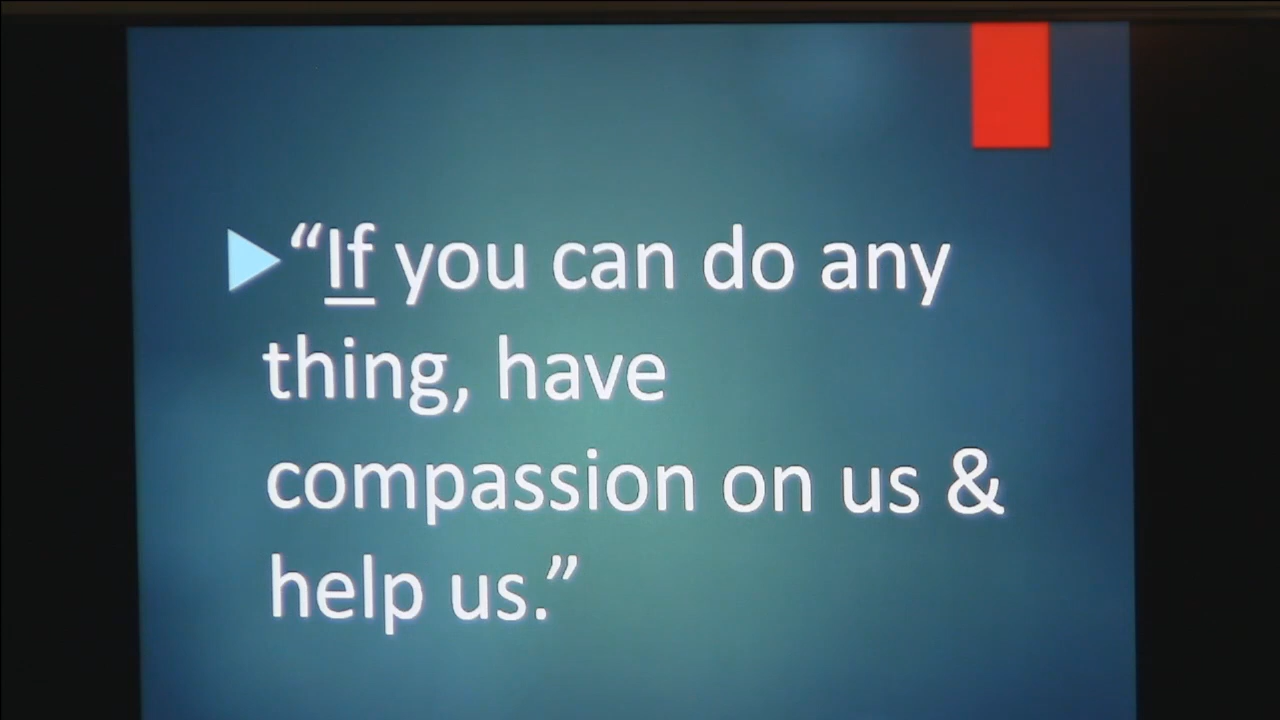 “If you can do any
thing, have
compassion on us &
help us.”